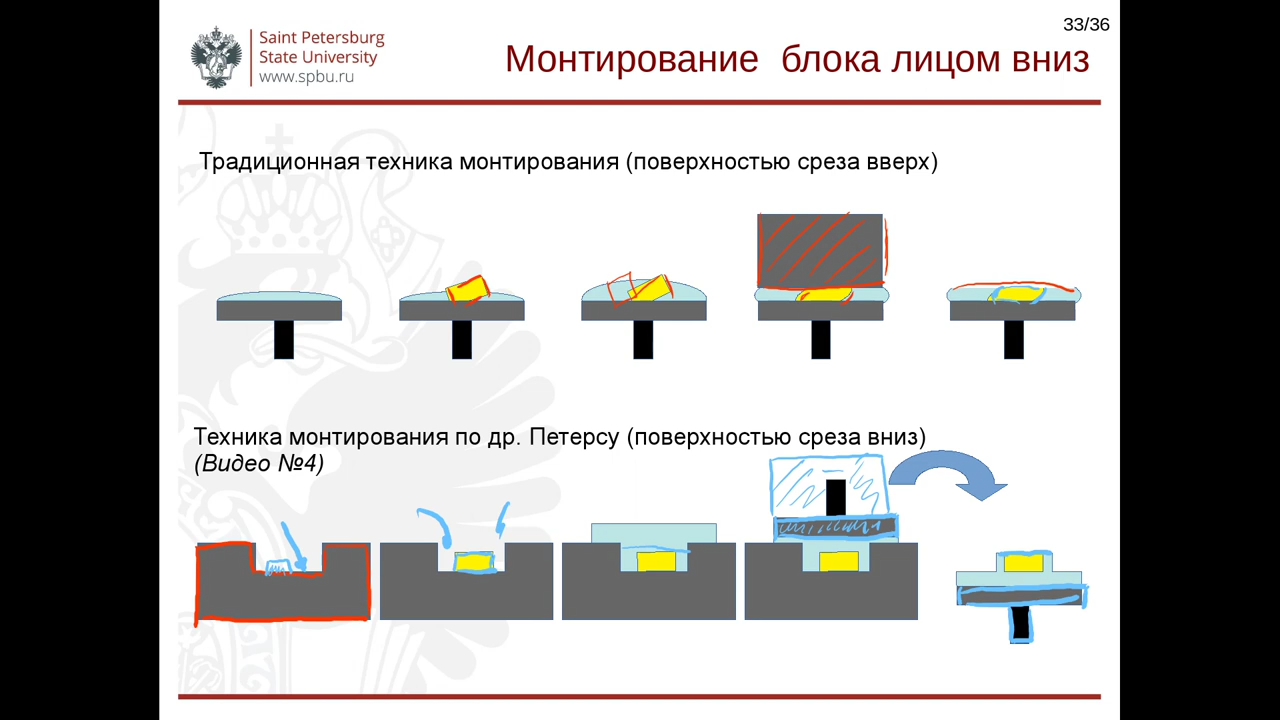 33/36
Saint Petersburg
State University
www.spbu.ru
Монтирование блока лицом вниз
Традиционная техника монтирования (поверхностью среза вверх)
Техника монтирования по др. Петерсу (поверхностью среза вниз)
(Видео №4)